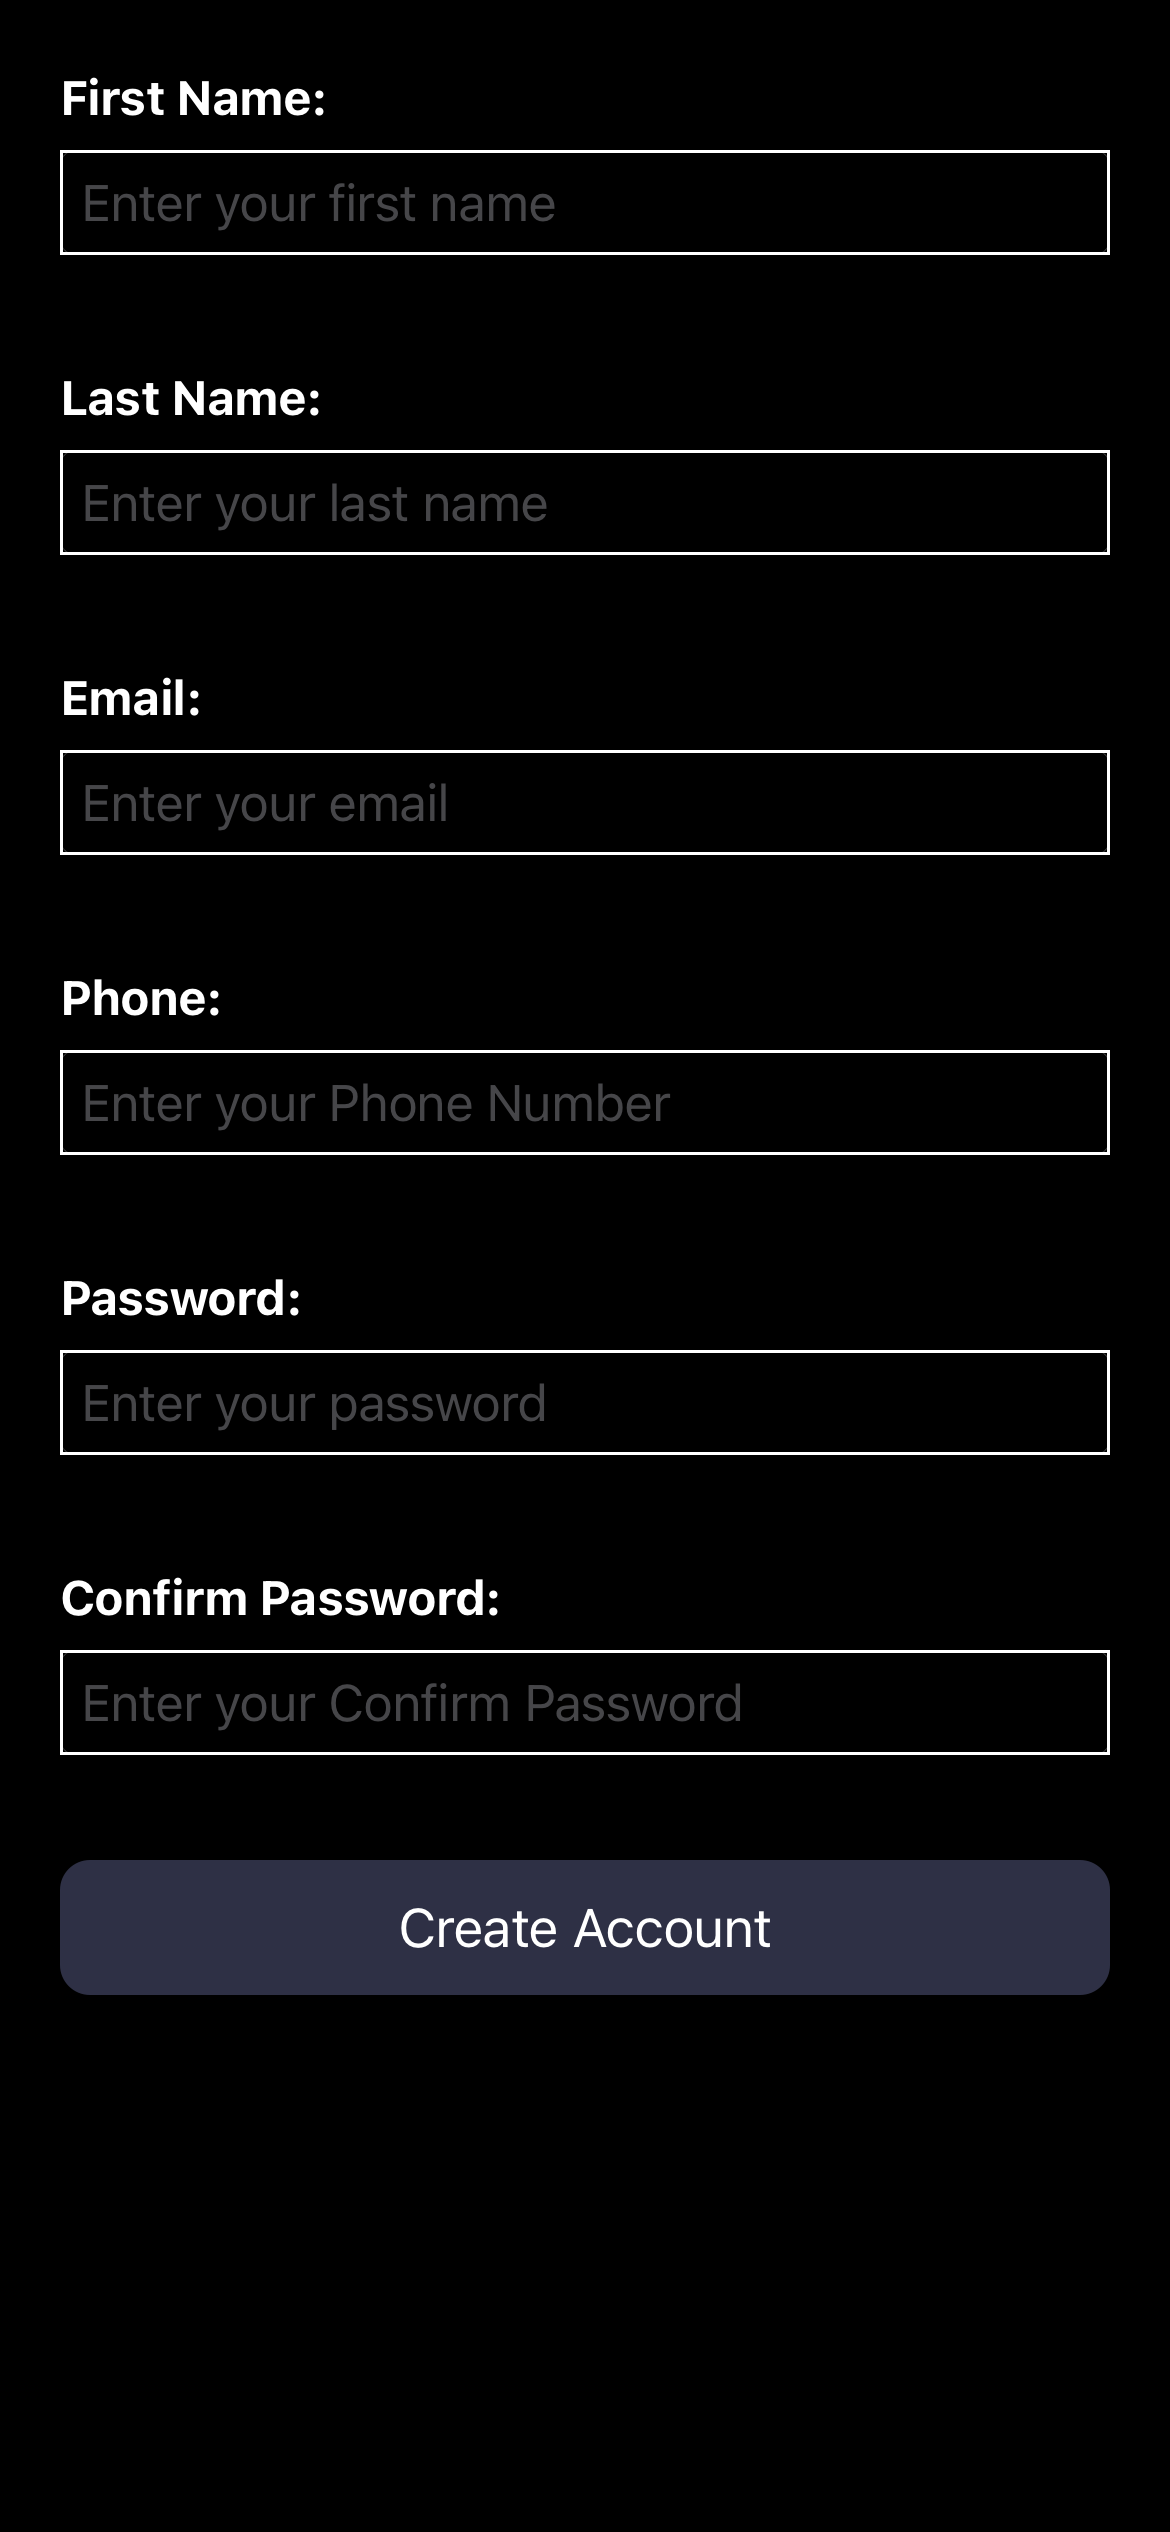 First Name:
Enter your first name
Last Name:
Enter your last name
Email:
Enter your email
Phone:
Enter your Phone Number
Password:
Enter your password
Confirm Password:
Enter your Confirm Password
Create Account